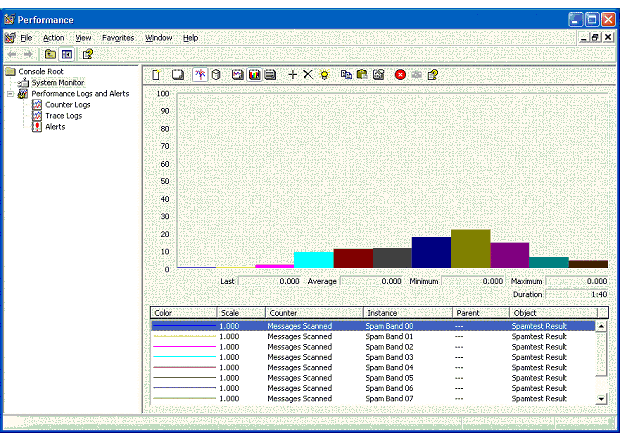 Performance
File Action View Favorites Window Help
Console Root
System Monitor
Performance Logs and Alerts
Counter Logs
Trace Logs
Alerts
100
90
80
70
60
50
40
30
20
10
0
Last 0.000 Average 0.000 Minimum 0.000 Maximum 0.000
Duration 1:40
Color Scale Counter Instance Parent Object
1.000 Messages Scanned Spam Band 00 --- Spamtest Result
1.000 Messages Scanned Spam Band 01 --- Spamtest Result
1.000 Messages Scanned Spam Band 02 --- Spamtest Result
1.000 Messages Scanned Spam Band 03 --- Spamtest Result
1.000 Messages Scanned Spam Band 04 --- Spamtest Result
1.000 Messages Scanned Spam Band 05 --- Spamtest Result
1.000 Messages Scanned Spam Band 06 --- Spamtest Result
1.000 Messages Scanned Spam Band 07 --- Spamtest Result